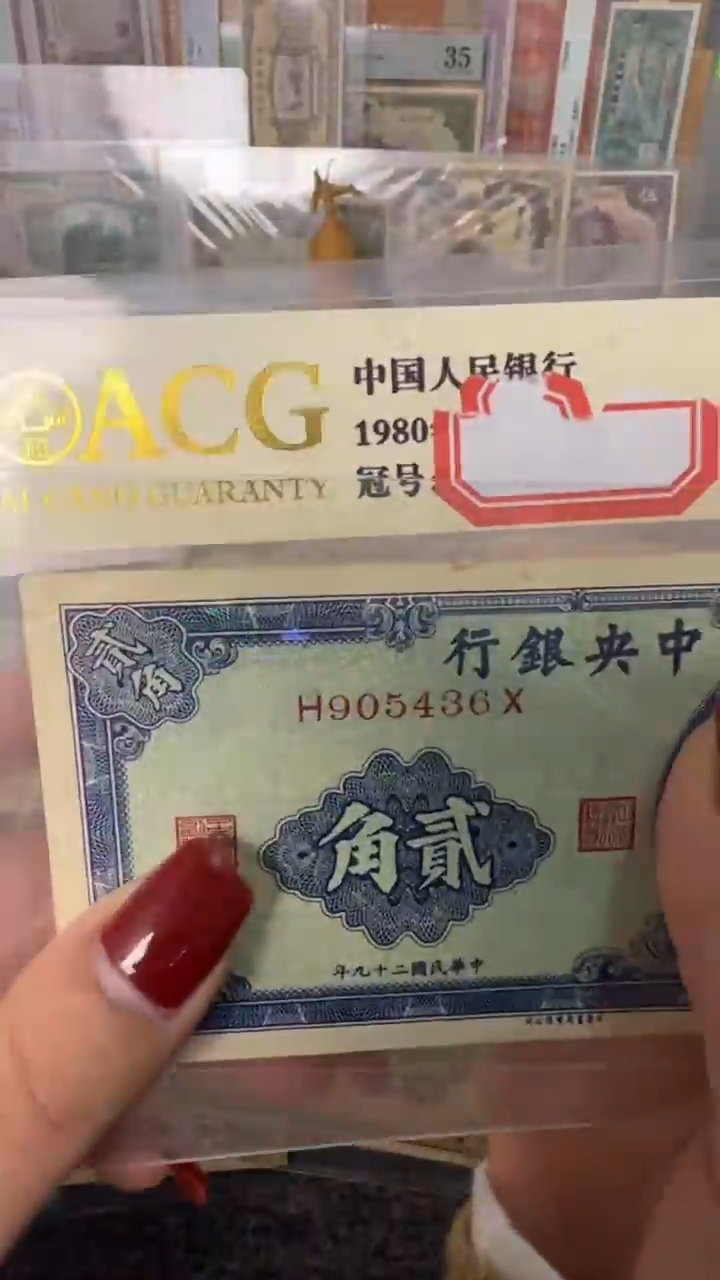 35
ACG
GUARANTY
中国人民银行
1980
冠号
貳角
行銀央中
H905436X
角貳
年九十二國民華中